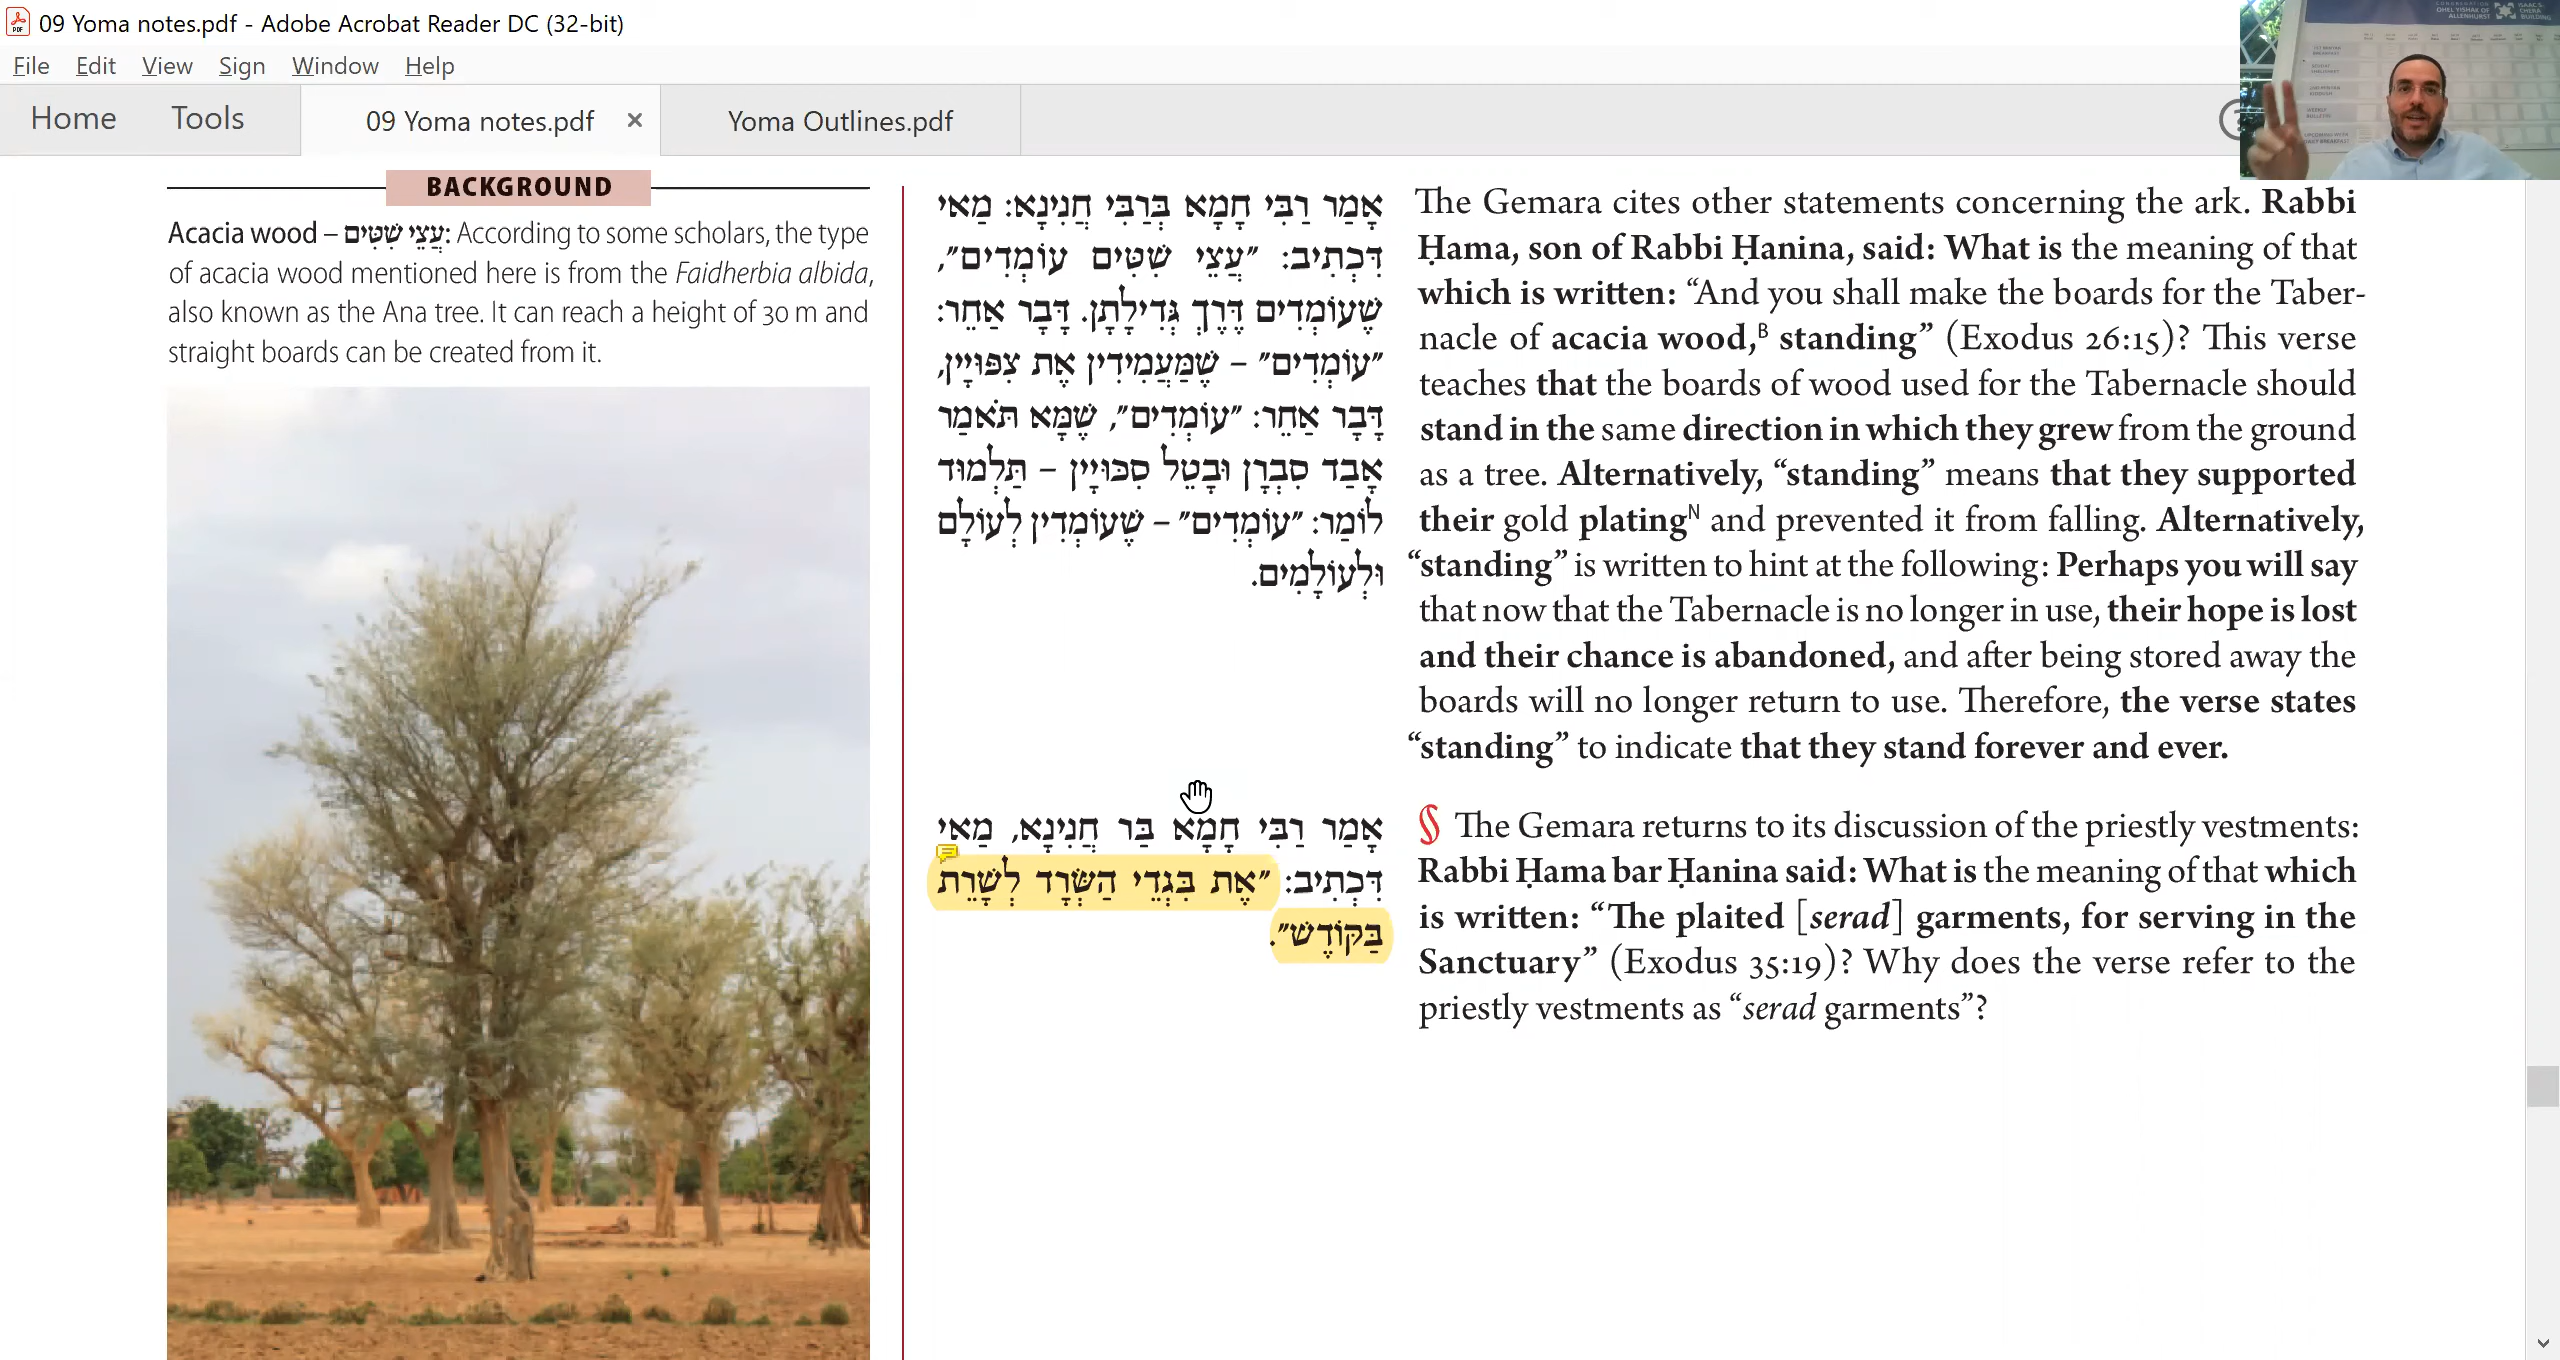 09 Yoma notes.pdf - Adobe Acrobat Reader DC (32-bit)
File Edit View Sign Window Help
Home Tools 09 Yoma notes.pdf × Yoma Outlines.pdf
BACKGROUND
Acacia wood – עֲצֵי שִׁטִּים: According to some scholars, the type
of acacia wood mentioned here is from the Faidherbia albida,
also known as the Ana tree. It can reach a height of 30 m and
straight boards can be created from it.
אָמַר רַבִּי חָמָא בְּרַבִּי חֲנִינָא: מַאי
דִּכְתִיב: ״עֲצֵי שִׁטִּים עוֹמְדִים״,
שֶׁעוֹמְדִים דֶּרֶךְ גְּדִילָתָן. דָּבָר אַחֵר:
״עוֹמְדִים״ – שֶׁמַּעֲמִידִין אֶת צִפּוּיָין,
דָּבָר אַחֵר: ״עוֹמְדִים״, שֶׁמָּא תֹּאמַר
אָבַד סִבְרָן וּבָטֵל סִכּוּיָין – תַּלְמוּד
לוֹמַר: ״עוֹמְדִים״ – שֶׁעוֹמְדִין לְעוֹלָם
וּלְעוֹלָמִים.
The Gemara cites other statements concerning the ark. Rabbi
Ḥama, son of Rabbi Ḥanina, said: What is the meaning of that
which is written: “And you shall make the boards for the Taber-
nacle of acacia wood,ᴮ standing” (Exodus 26:15)? This verse
teaches that the boards of wood used for the Tabernacle should
stand in the same direction in which they grew from the ground
as a tree. Alternatively, “standing” means that they supported
their gold platingᴺ and prevented it from falling. Alternatively,
“standing” is written to hint at the following: Perhaps you will say
that now that the Tabernacle is no longer in use, their hope is lost
and their chance is abandoned, and after being stored away the
boards will no longer return to use. Therefore, the verse states
“standing” to indicate that they stand forever and ever.
אָמַר רַבִּי חָמָא בַּר חֲנִינָא, מַאי
דִּכְתִיב: ״אֶת בִּגְדֵי הַשְּׂרָד לְשָׁרֵת
בַּקּוֹדֶשׁ״.
§ The Gemara returns to its discussion of the priestly vestments:
Rabbi Ḥama bar Ḥanina said: What is the meaning of that which
is written: “The plaited [serad] garments, for serving in the
Sanctuary” (Exodus 35:19)? Why does the verse refer to the
priestly vestments as “serad garments”?